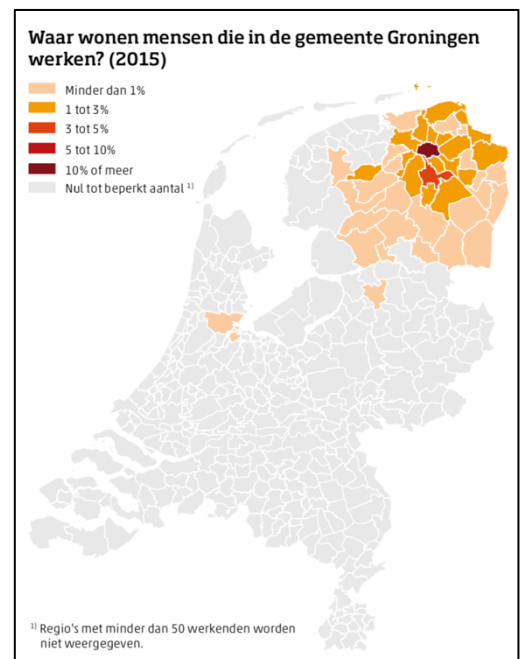 Waar wonen mensen die in de gemeente Groningen
werken? (2015)
Minder dan 1%
1 tot 3%
3 tot 5%
5 tot 10%
10% of meer
Nul tot beperkt aantal ¹⁾
¹⁾ Regio's met minder dan 50 werkenden worden
niet weergegeven.